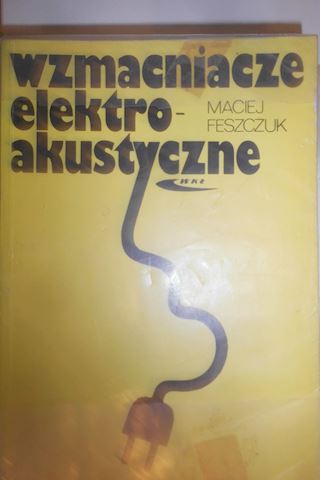 wzmacniacze
elektro-
akustyczne
MACIEJ
FESZCZUK
WKŁ